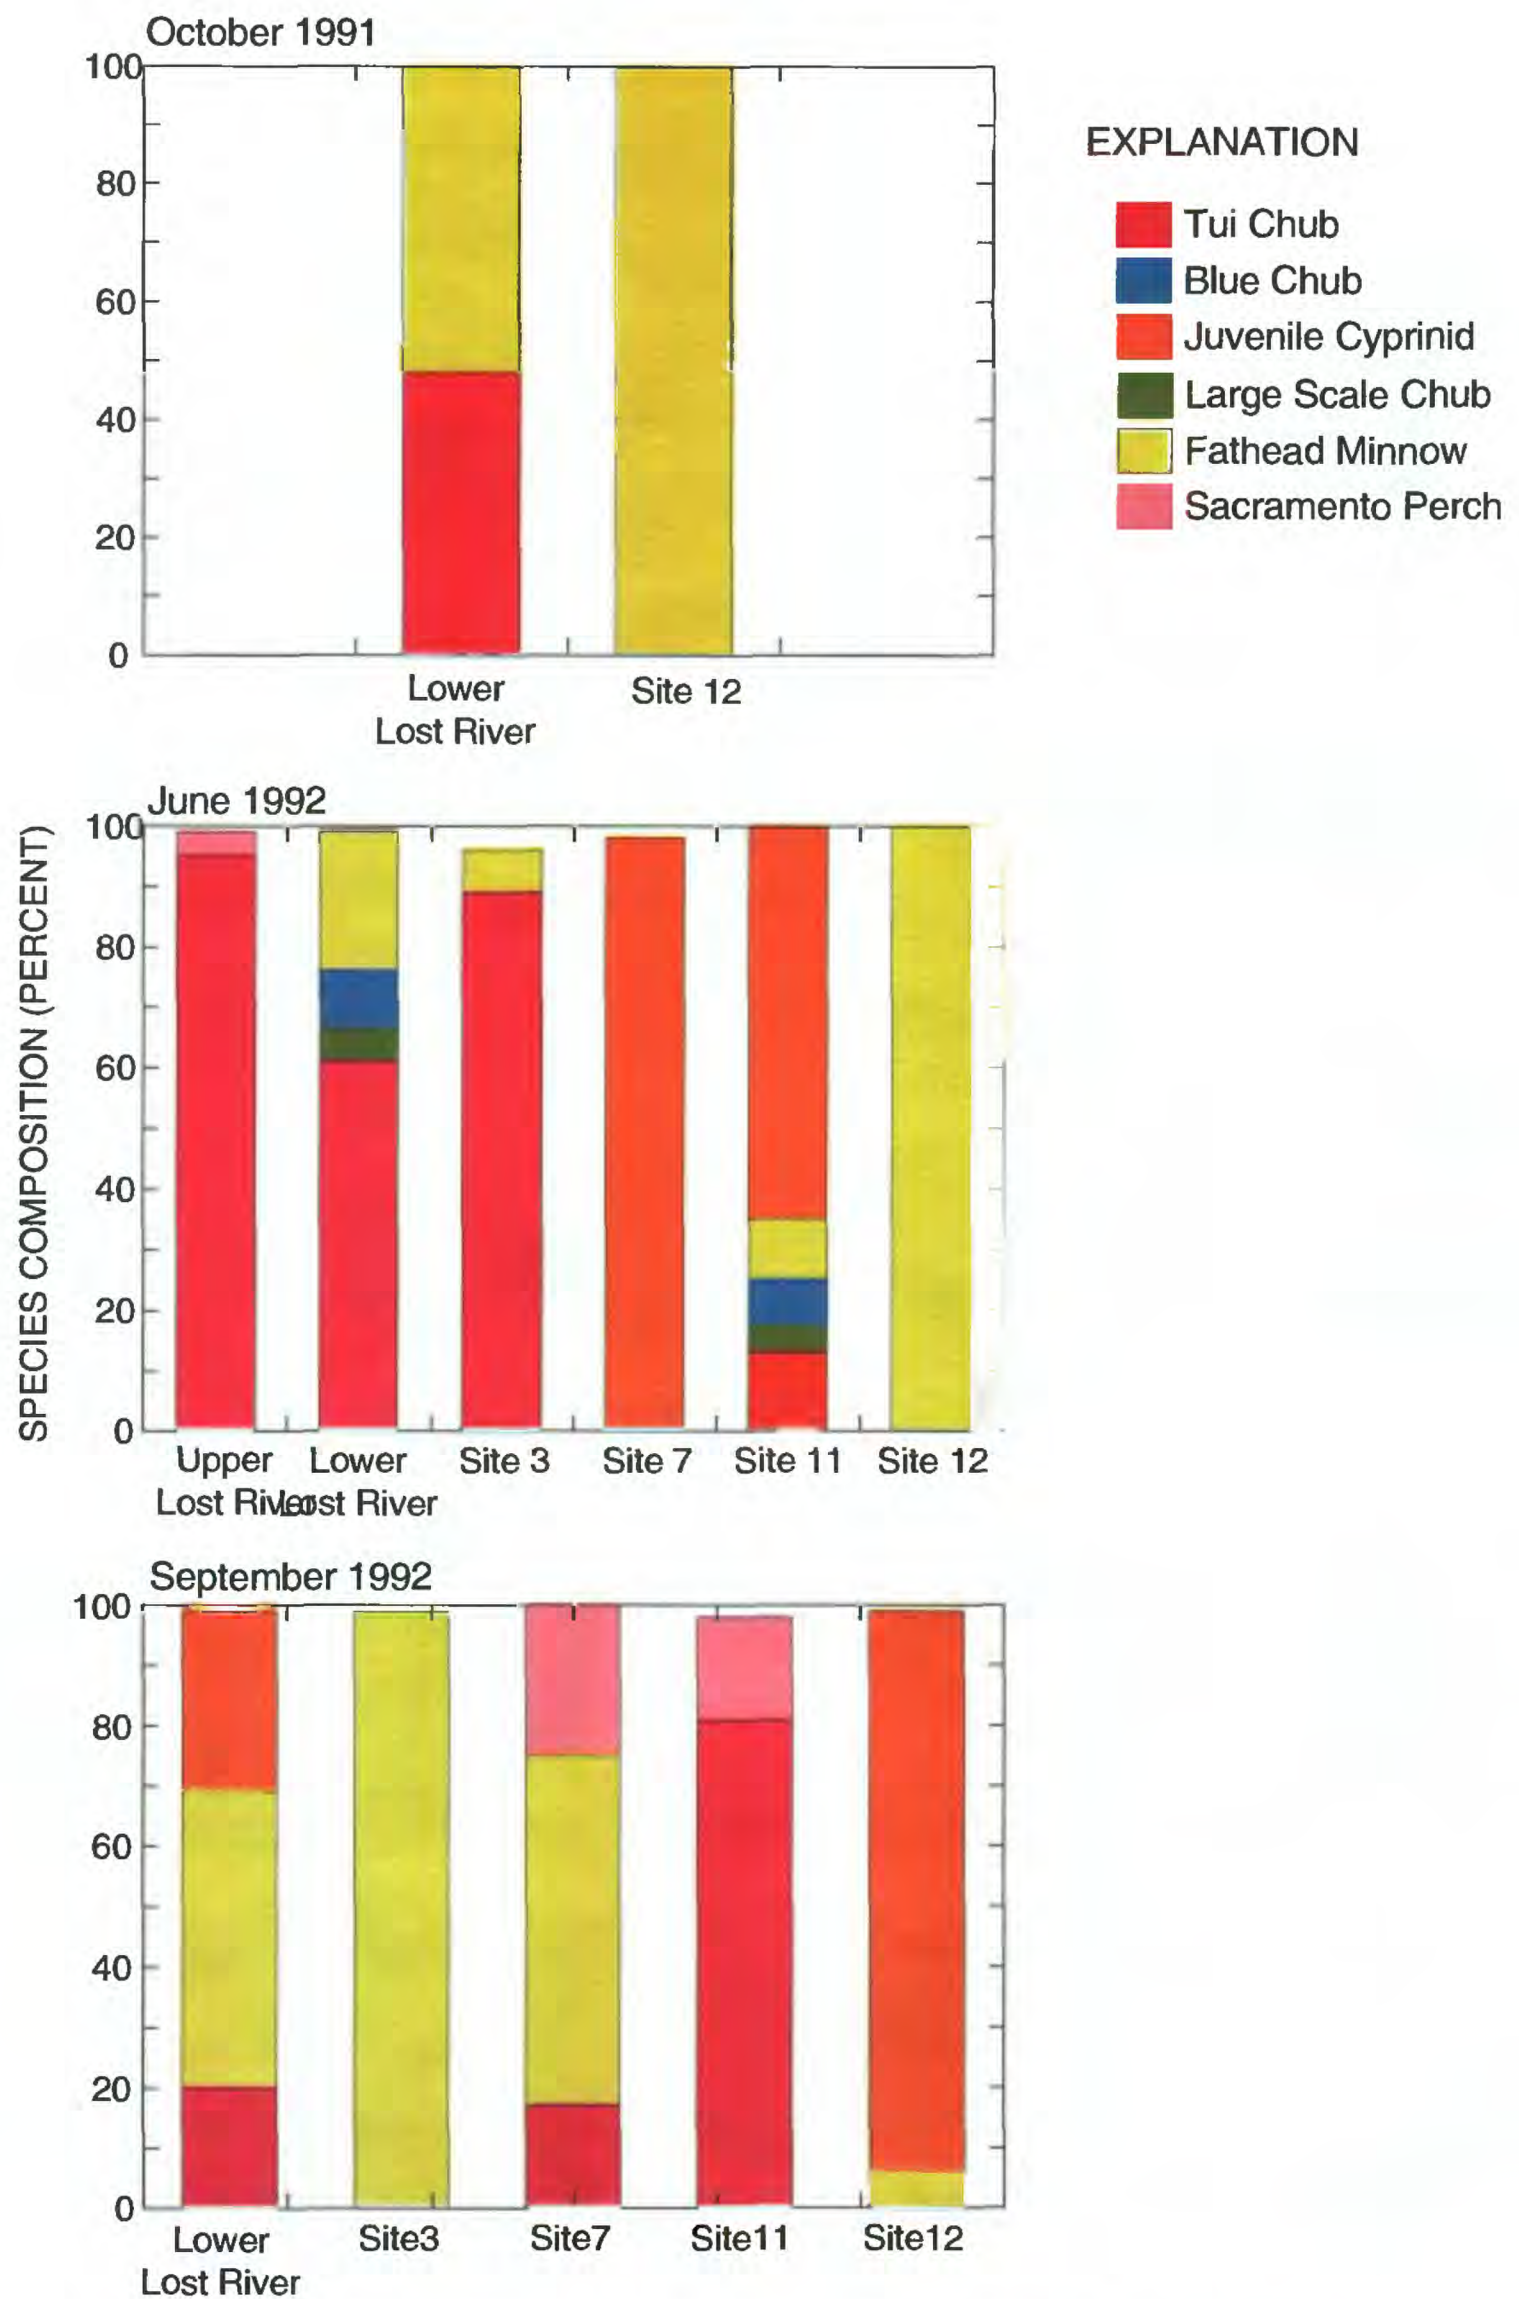 October 1991
100
80
60
40
20
0
Lower
Lost River
Site 12
EXPLANATION
Tui Chub
Blue Chub
Juvenile Cyprinid
Large Scale Chub
Fathead Minnow
Sacramento Perch
SPECIES COMPOSITION (PERCENT)
June 1992
100
80
60
40
20
0
Upper
Lost River
Lower
Lost River
Site 3
Site 7
Site 11
Site 12
September 1992
100
80
60
40
20
0
Lower
Lost River
Site3
Site7
Site11
Site12